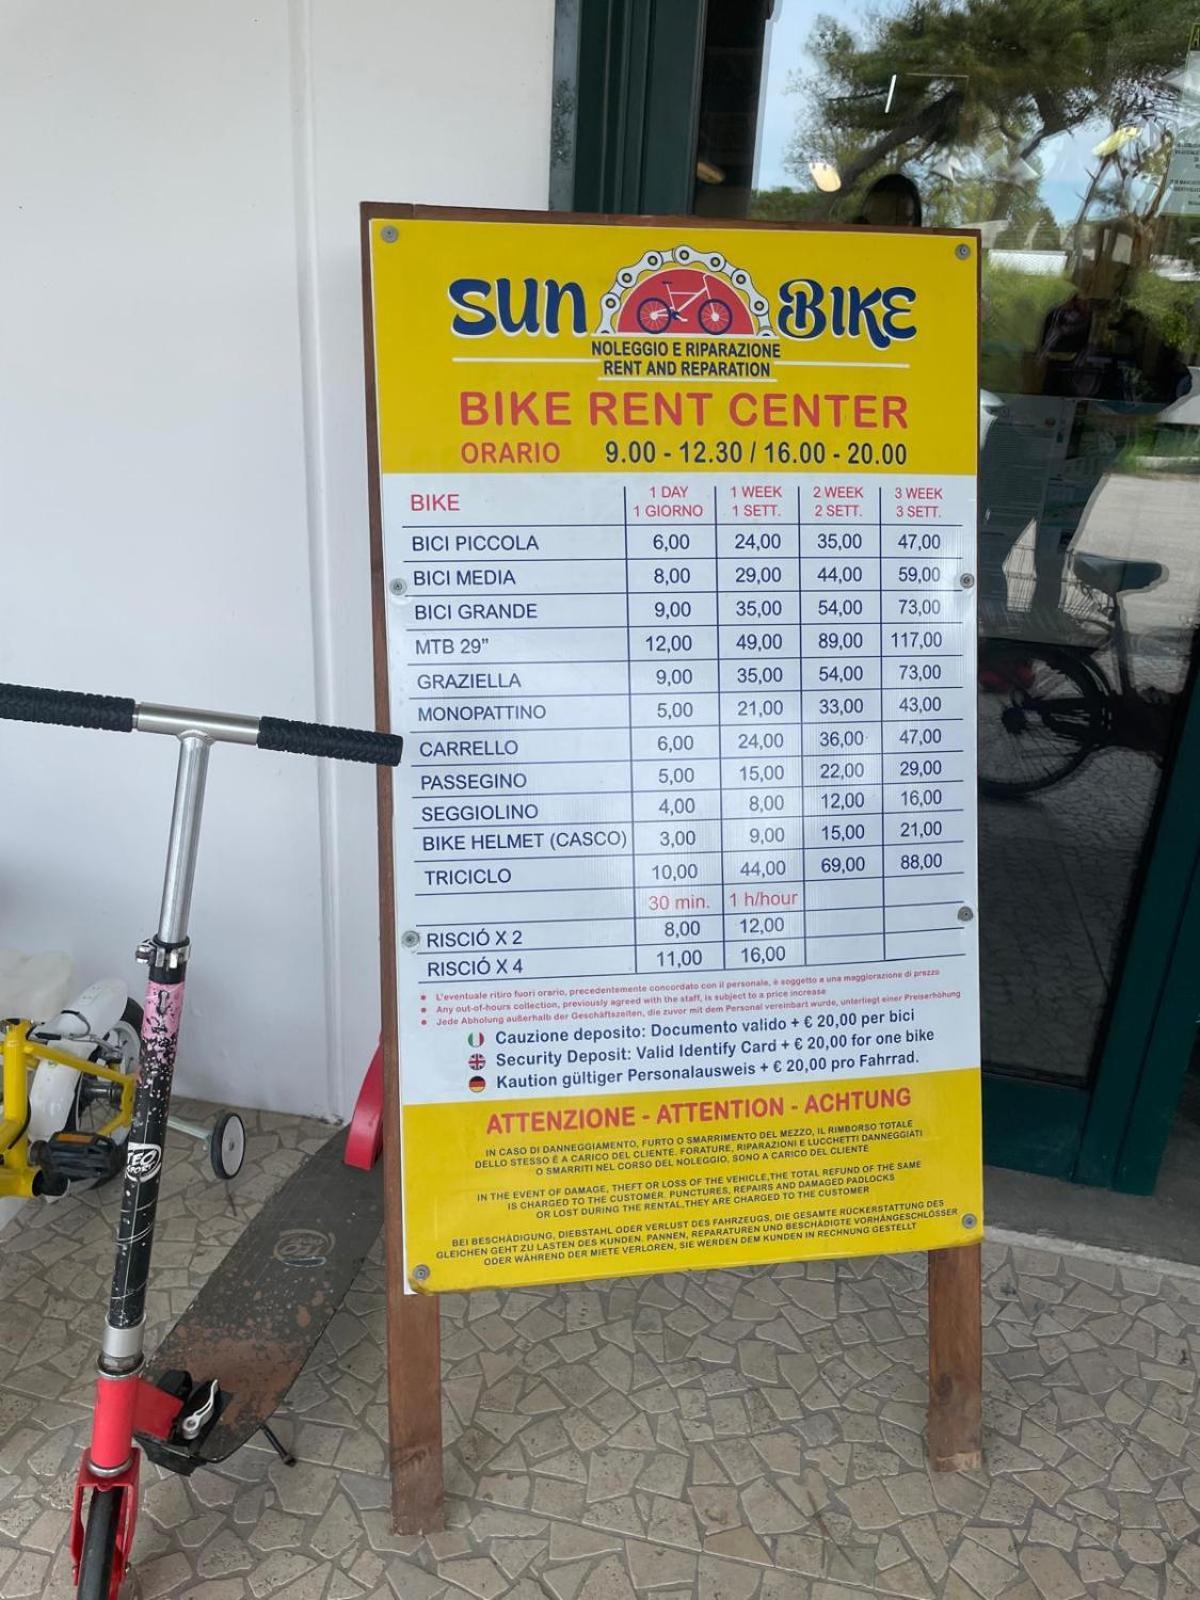 SUN BIKE
NOLEGGIO E RIPARAZIONE
RENT AND REPARATION
BIKE RENT CENTER
ORARIO 9.00 - 12.30 / 16.00 - 20.00
BIKE 1 DAY 1 GIORNO 1 WEEK 1 SETT. 2 WEEK 2 SETT. 3 WEEK 3 SETT.
BICI PICCOLA 6,00 24,00 35,00 47,00
BICI MEDIA 8,00 29,00 44,00 59,00
BICI GRANDE 9,00 35,00 54,00 73,00
MTB 29” 12,00 49,00 89,00 117,00
GRAZIELLA 9,00 35,00 54,00 73,00
MONOPATTINO 5,00 21,00 33,00 43,00
CARRELLO 6,00 24,00 36,00 47,00
PASSEGINO 5,00 15,00 22,00 29,00
SEGGIOLINO 4,00 8,00 12,00 16,00
BIKE HELMET (CASCO) 3,00 9,00 15,00 21,00
TRICICLO 10,00 44,00 69,00 88,00
30 min. 1 h/hour
RISCIÓ X 2 8,00 12,00
RISCIÓ X 4 11,00 16,00
• L'eventuale ritiro fuori orario, precedentemente concordato con il personale, è soggetto a una maggiorazione di prezzo
• Any out-of-hours collection, previously agreed with the staff, is subject to a price increase
• Jede Abholung außerhalb der Geschäftszeiten, die zuvor mit dem Personal vereinbart wurde, unterliegt einer Preiserhöhung
Cauzione deposito: Documento valido + € 20,00 per bici
Security Deposit: Valid Identify Card + € 20,00 for one bike
Kaution gültiger Personalausweis + € 20,00 pro Fahrrad.
ATTENZIONE - ATTENTION - ACHTUNG
IN CASO DI DANNEGGIAMENTO, FURTO O SMARRIMENTO DEL MEZZO, IL RIMBORSO TOTALE
DELLO STESSO É A CARICO DEL CLIENTE. FORATURE, RIPARAZIONI E LUCCHETTI DANNEGGIATI
O SMARRITI NEL CORSO DEL NOLEGGIO, SONO A CARICO DEL CLIENTE
IN THE EVENT OF DAMAGE, THEFT OR LOSS OF THE VEHICLE,THE TOTAL REFUND OF THE SAME
IS CHARGED TO THE CUSTOMER. PUNCTURES, REPAIRS AND DAMAGED PADLOCKS
OR LOST DURING THE RENTAL,THEY ARE CHARGED TO THE CUSTOMER
BEI BESCHÄDIGUNG, DIEBSTAHL ODER VERLUST DES FAHRZEUGS, DIE GESAMTE RÜCKERSTATTUNG DES
GLEICHEN GEHT ZU LASTEN DES KUNDEN. PANNEN, REPARATUREN UND BESCHÄDIGTE VORHÄNGESCHLÖSSER
ODER WÄHREND DER MIETE VERLOREN, SIE WERDEN DEM KUNDEN IN RECHNUNG GESTELLT
TEO
SPORT